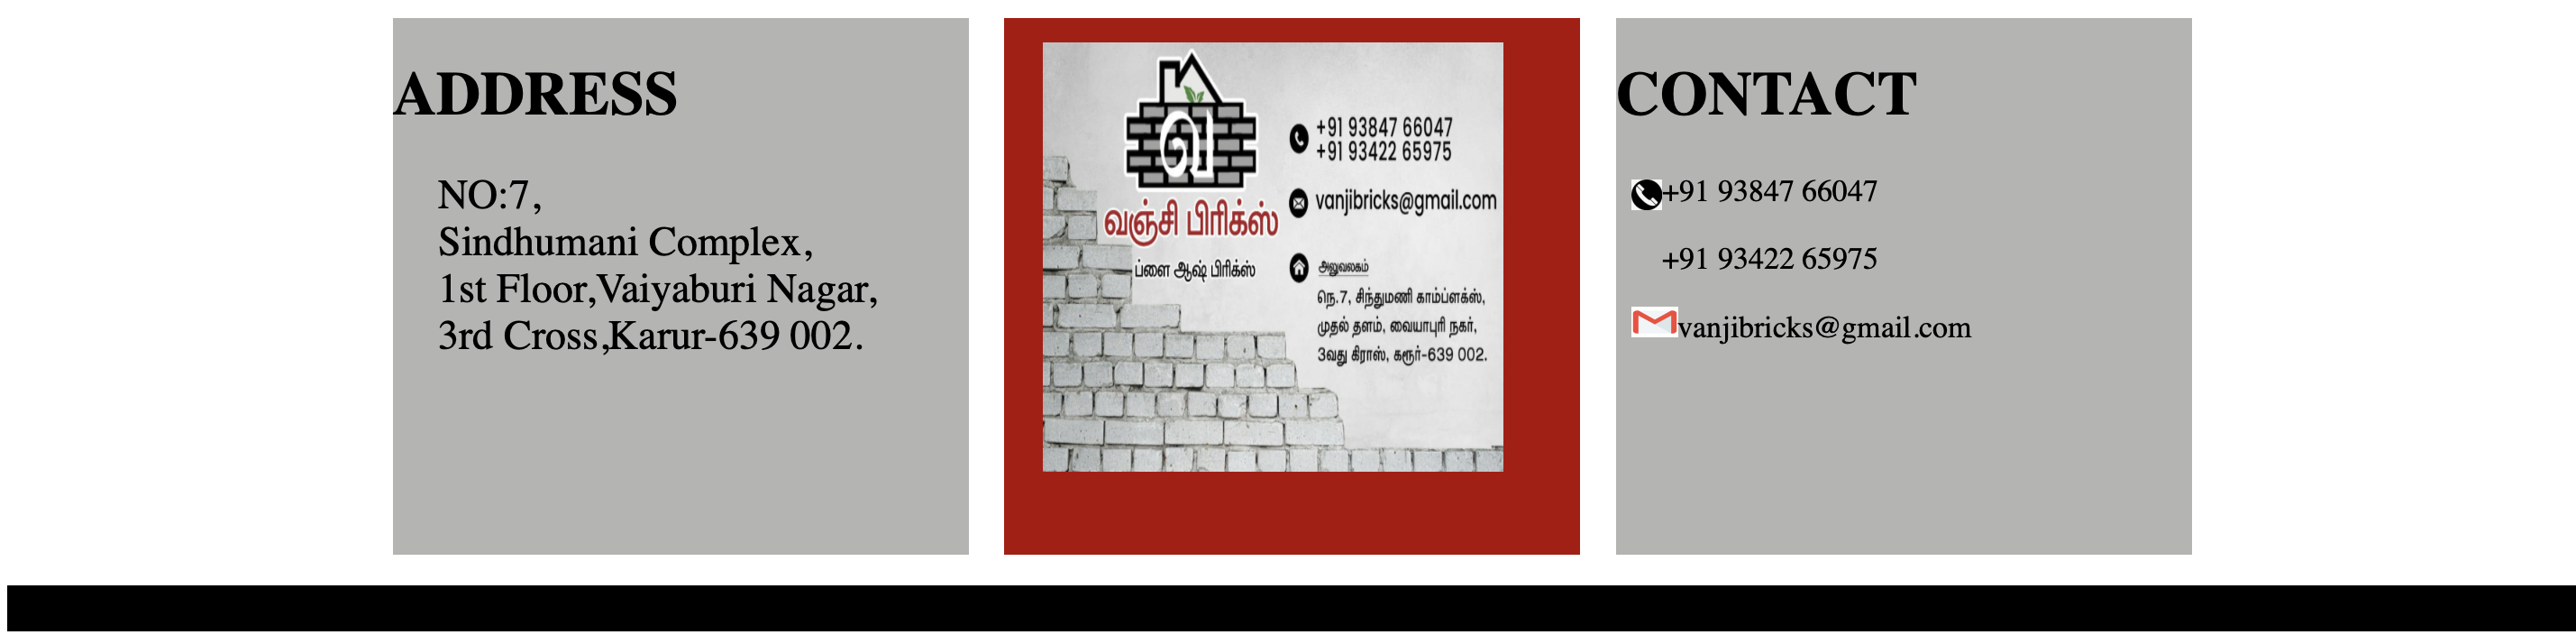 ADDRESS
NO:7,
Sindhumani Complex,
1st Floor,Vaiyaburi Nagar,
3rd Cross,Karur-639 002.
வ
வஞ்சி பிரிக்ஸ்
ப்ளை ஆஷ் பிரிக்ஸ்
+91 93847 66047
+91 93422 65975
vanjibricks@gmail.com
அலுவலகம்
நெ.7, சிந்துமணி காம்ப்ளக்ஸ்,
முதல் தளம், வையாபுரி நகர்,
3வது கிராஸ், கரூர்-639 002.
CONTACT
+91 93847 66047
+91 93422 65975
vanjibricks@gmail.com